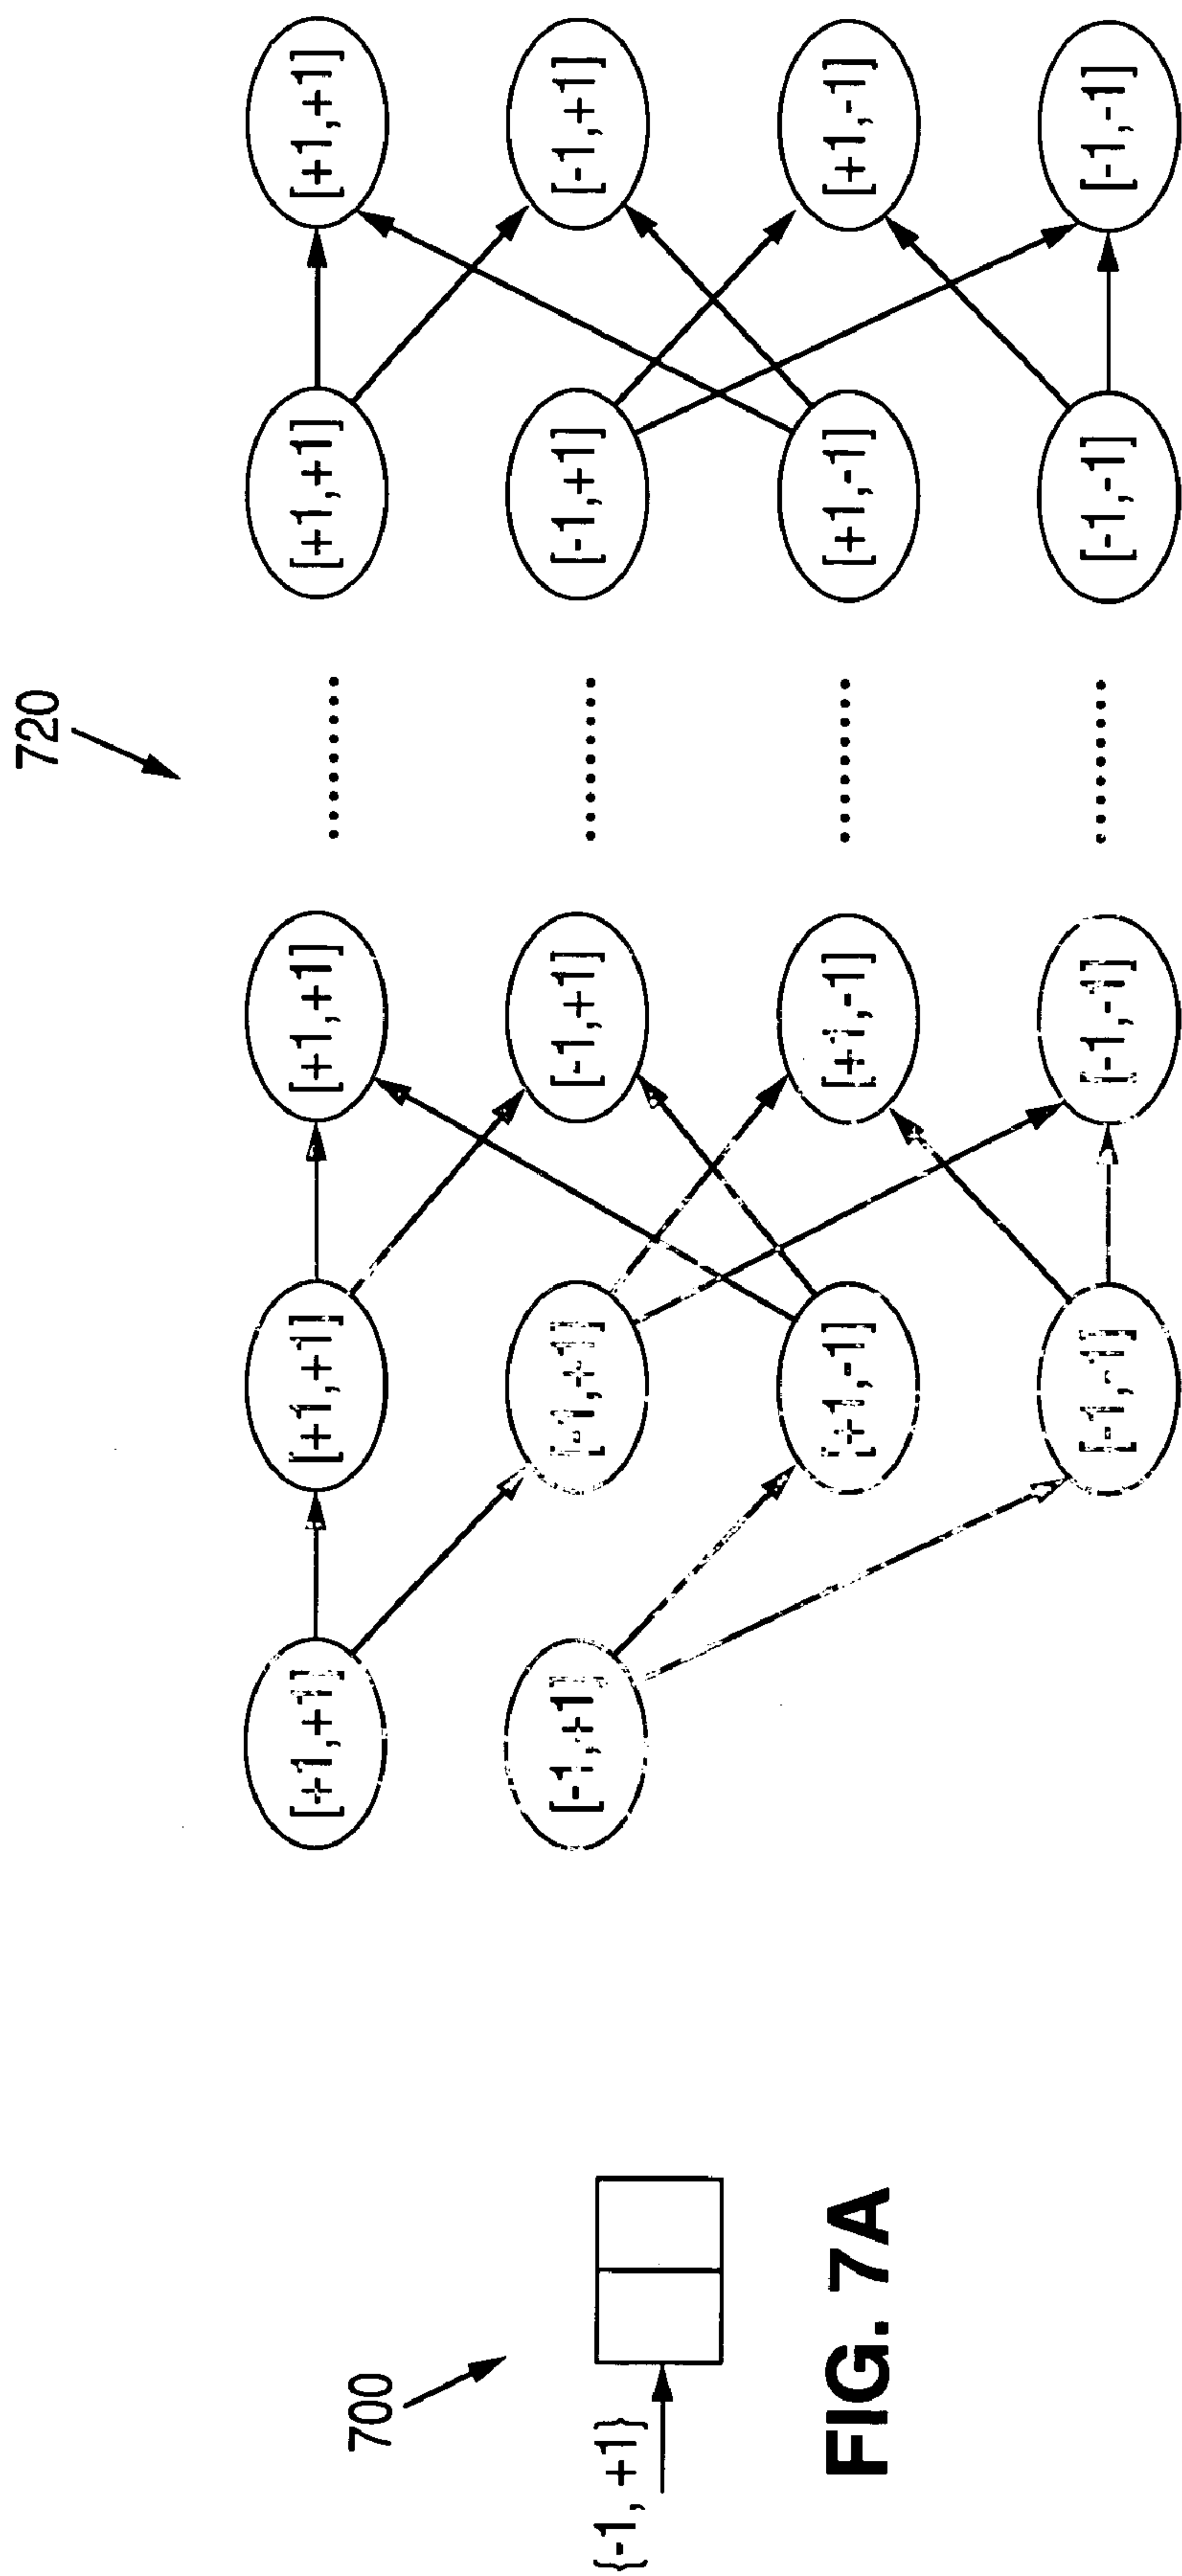 720
700
[+1,+1] [+1,+1] [+1,+1] [+1,+1] [+1,+1]
[-1,+1] [-1,+1] [-1,+1] [-1,+1] [-1,+1]
{-1, +1}
[+1,-1] [+1,-1] [+1,-1] [+1,-1]
[-1,-1] [-1,-1] [-1,-1] [-1,-1]
FIG. 7A